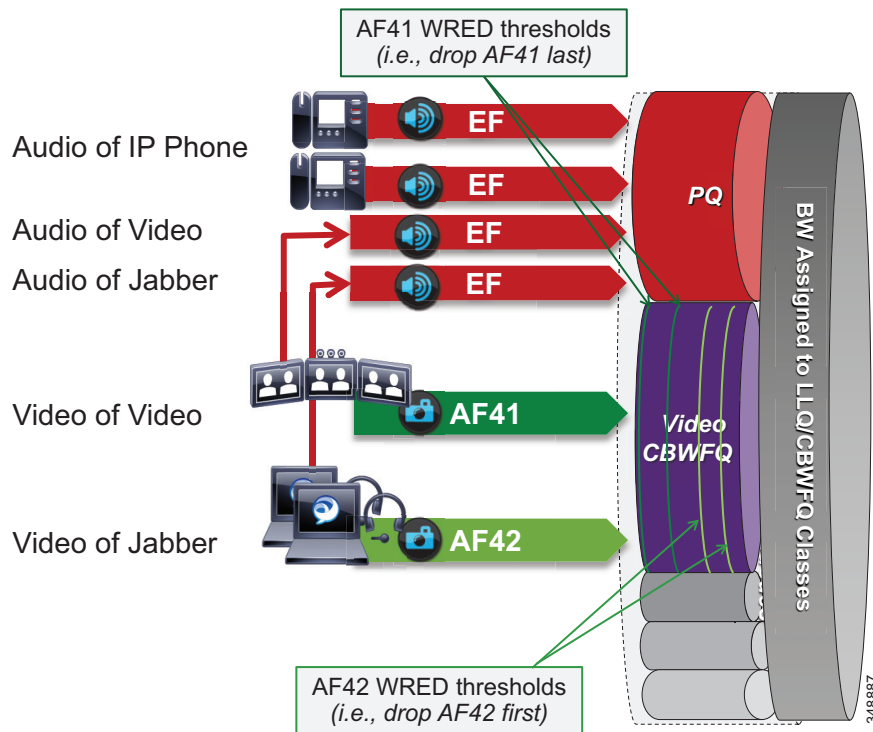 AF41 WRED thresholds
(i.e., drop AF41 last)
Audio of IP Phone
EF
EF
Audio of Video
EF
Audio of Jabber
EF
PQ
Video of Video
AF41
Video
CBWFQ
Video of Jabber
AF42
BW Assigned to LLQ/CBWFQ Classes
AF42 WRED thresholds
(i.e., drop AF42 first)
348887